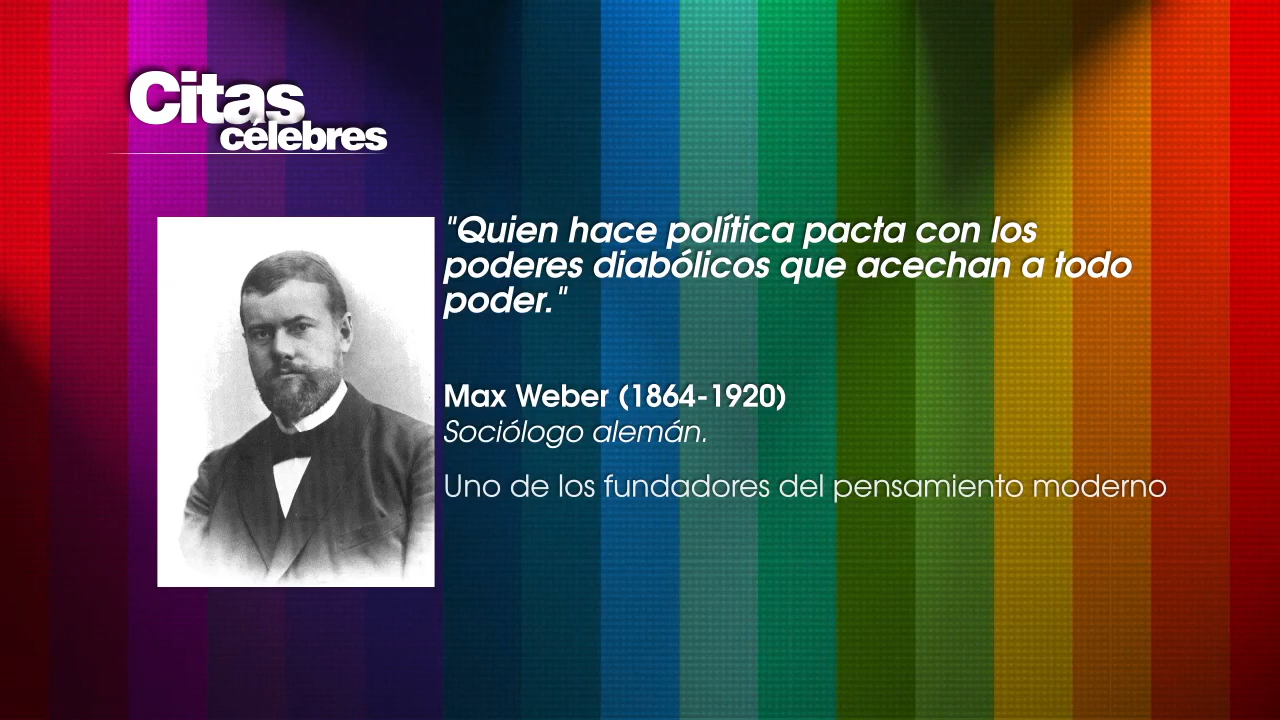 Citas
célebres
"Quien hace política pacta con los
poderes diabólicos que acechan a todo
poder."
Max Weber (1864-1920)
Sociólogo alemán.
Uno de los fundadores del pensamiento moderno